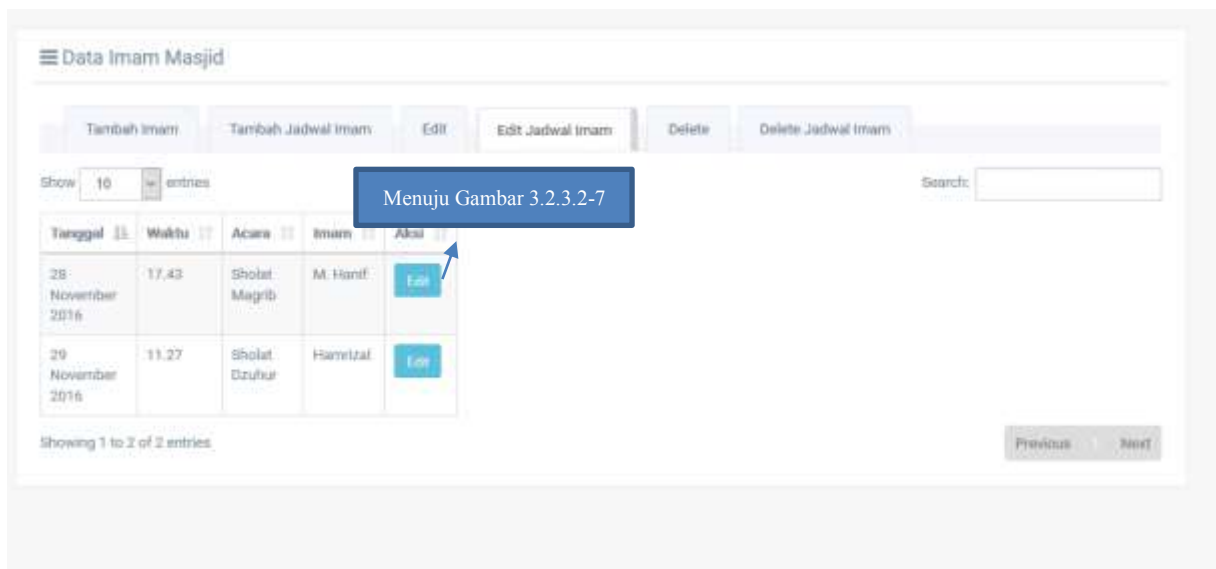 Data Imam Masjid
Tambah Imam Tambah Jadwal Imam Edit Edit Jadwal Imam Delete Delete Jadwal Imam
Show 10 entries Search:
Menuju Gambar 3.2.3.2-7
Tanggal Waktu Acara Imam Aksi
28 17.43 Sholat M. Hanif Edit
November Magrib
2016
29 11.27 Sholat Hamrizal Edit
November Dzuhur
2016
Showing 1 to 2 of 2 entries
Previous Next